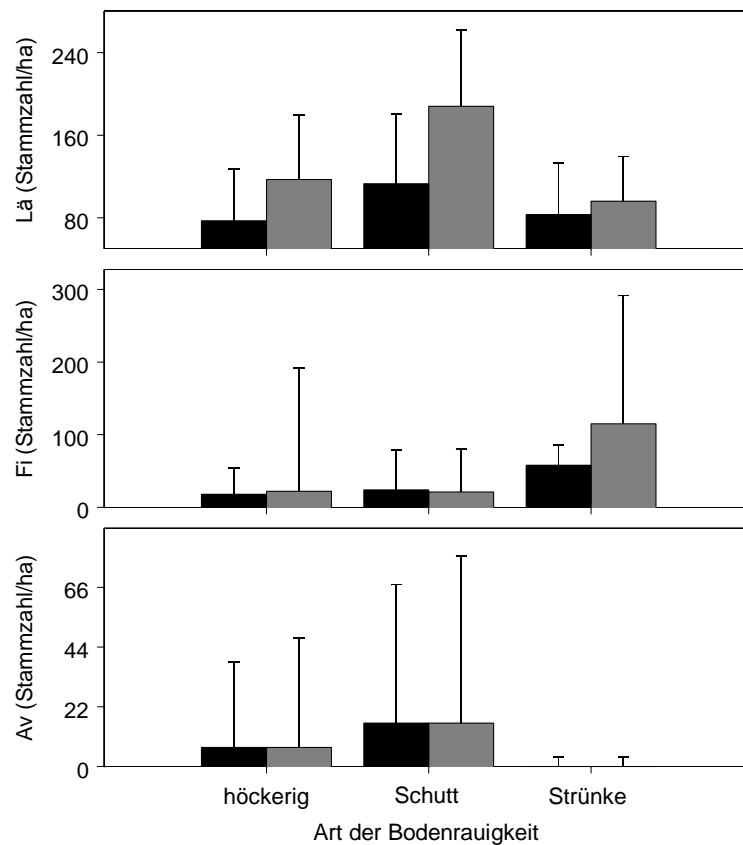 Lä (Stammzahl/ha)
240
160
80
Fi (Stammzahl/ha)
300
200
100
0
Av (Stammzahl/ha)
66
44
22
0
höckerig Schutt Strünke
Art der Bodenrauigkeit